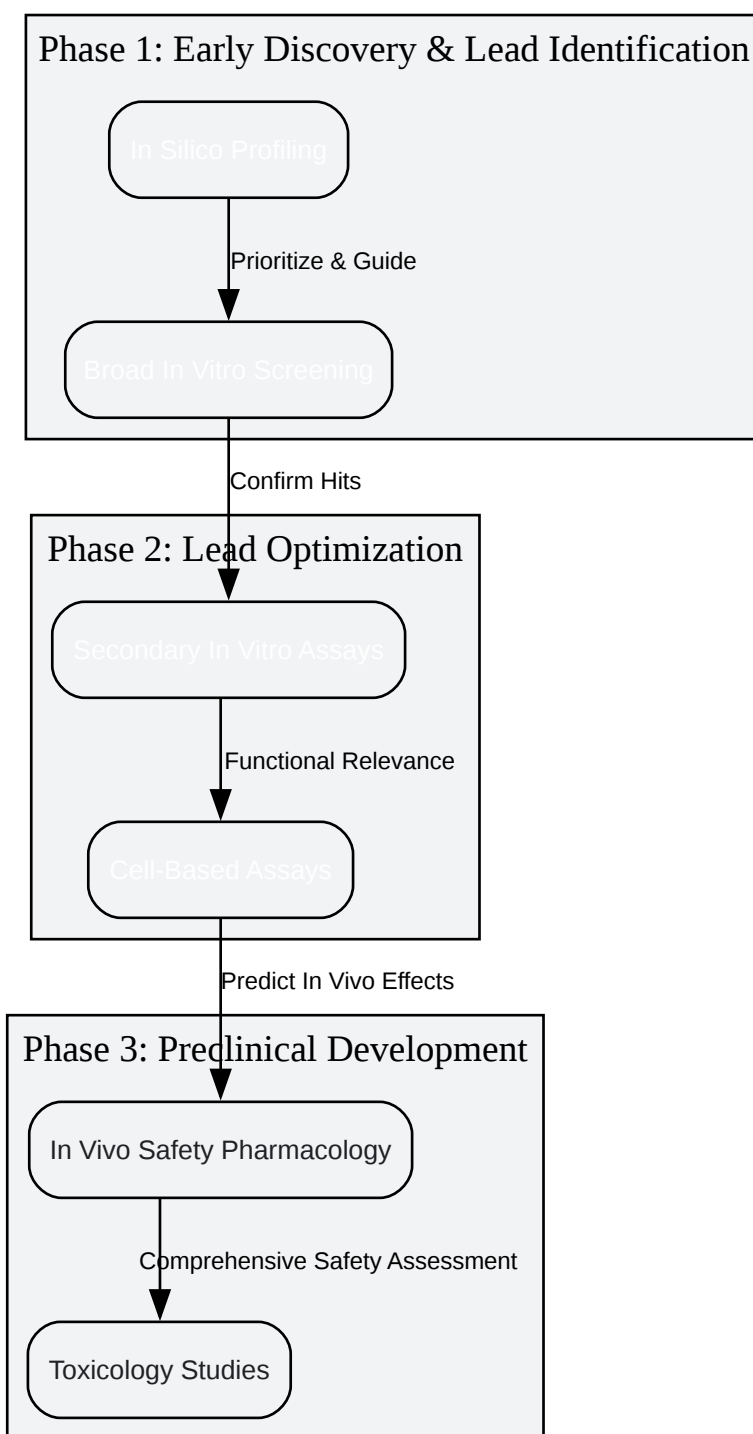 Phase 1: Early Discovery & Lead Identification
In Silico Profiling
Prioritize & Guide
Broad In Vitro Screening
Confirm Hits
Phase 2: Lead Optimization
Secondary In Vitro Assays
Functional Relevance
Cell-Based Assays
Predict In Vivo Effects
Phase 3: Preclinical Development
In Vivo Safety Pharmacology
Comprehensive Safety Assessment
Toxicology Studies